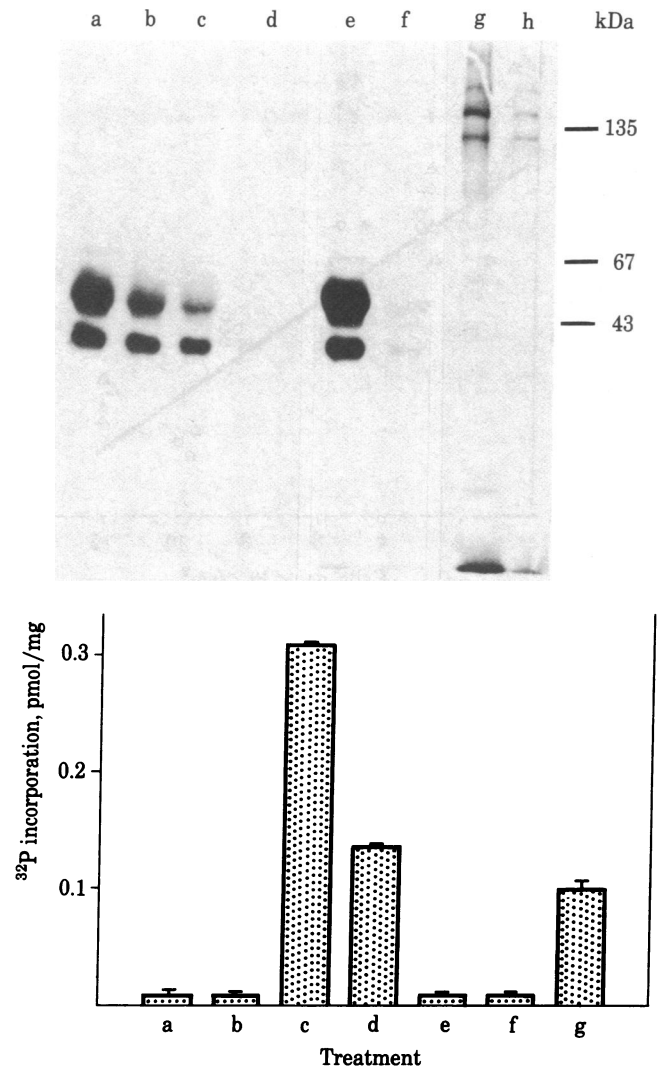 a b c d e f g h kDa
135
67
43
³²P incorporation, pmol/mg
0.3
0.2
0.1
a b c d e f g
Treatment